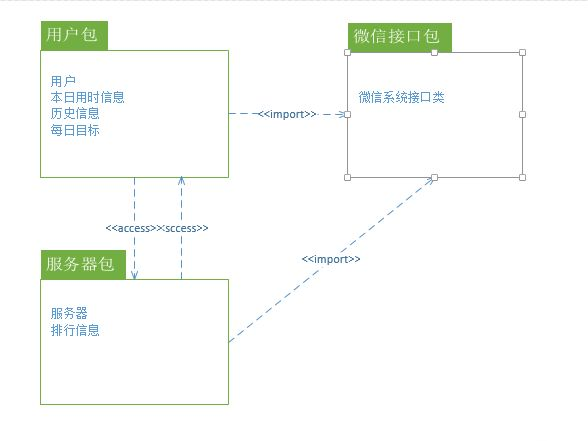 用户包
微信接口包
用户
本日用时信息
历史信息
每日目标
微信系统接口类
<<import>>
<<access>>
sccess>>
<<import>>
服务器包
服务器
排行信息